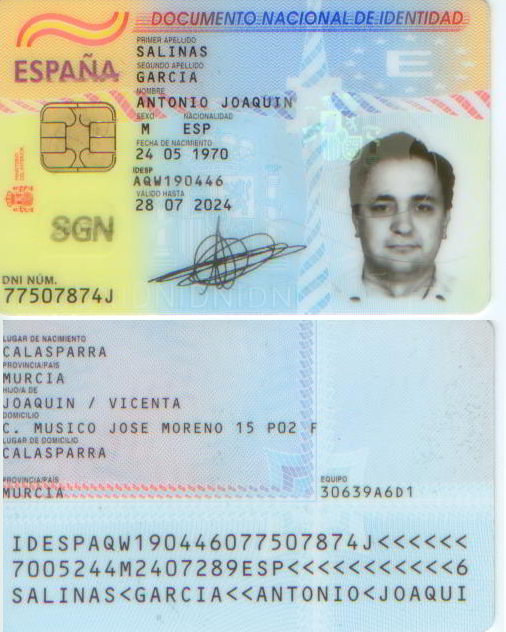 DOCUMENTO NACIONAL DE IDENTIDAD
ESPAÑA
PRIMER APELLIDO
SALINAS
SEGUNDO APELLIDO
GARCIA
NOMBRE
ANTONIO JOAQUIN
SEXO NACIONALIDAD
M ESP
FECHA DE NACIMIENTO
24 05 1970
IDESP
AQW190446
VÁLIDO HASTA
28 07 2024
E
SGN
DNI NÚM.
77507874J
DNIDNIDN
LUGAR DE NACIMIENTO
CALASPARRA
PROVINCIA/PAÍS
MURCIA
HIJO/A DE
JOAQUIN / VICENTA
DOMICILIO
C. MUSICO JOSE MORENO 15 P02 F
LUGAR DE DOMICILIO
CALASPARRA
PROVINCIA/PAÍS
MURCIA
EQUIPO
30639A6D1
IDESPAQW190446077507874J<<<<<<
7005244M2407289ESP<<<<<<<<<<<6
SALINAS<GARCIA<<ANTONIO<JOAQUI